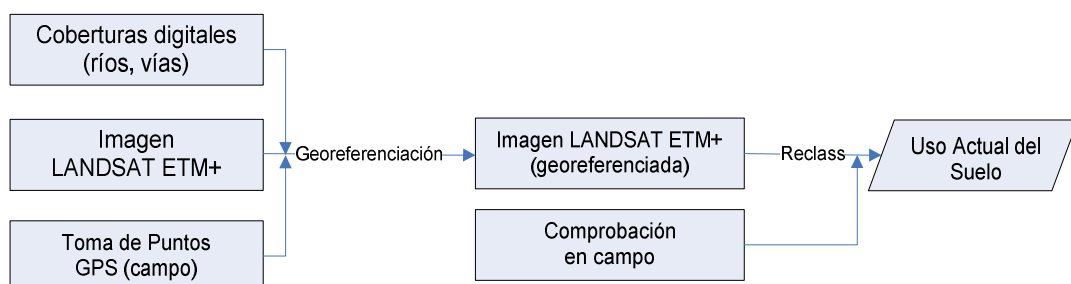 Coberturas digitales
(ríos, vías)
Imagen
LANDSAT ETM+
Toma de Puntos
GPS (campo)
Georeferenciación
Imagen LANDSAT ETM+
(georeferenciada)
Comprobación
en campo
Reclass
Uso Actual del
Suelo